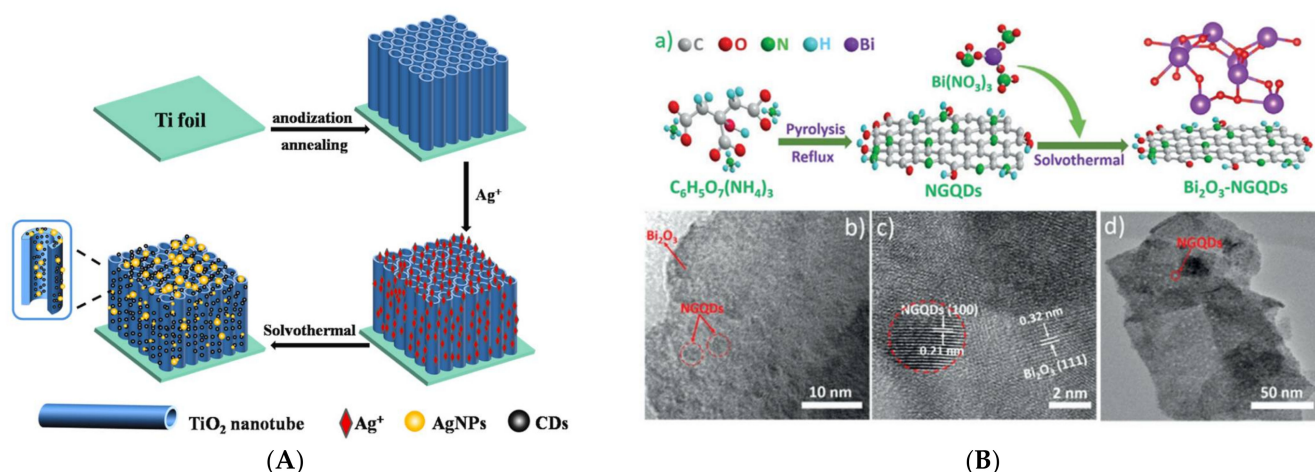 Ti foil
anodization
annealing
Ag⁺
Solvothermal
TiO₂ nanotube
Ag⁺
AgNPs
CDs
(A)
a)
C
O
N
H
Bi
Bi(NO₃)₃
Pyrolysis
Reflux
Solvothermal
C₆H₅O₇(NH₄)₃
NGQDs
Bi₂O₃-NGQDs
b)
Bi₂O₃
NGQDs
10 nm
c)
NGQDs (100)
0.21 nm
0.32 nm
Bi₂O₃ (111)
2 nm
d)
NGQDs
50 nm
(B)